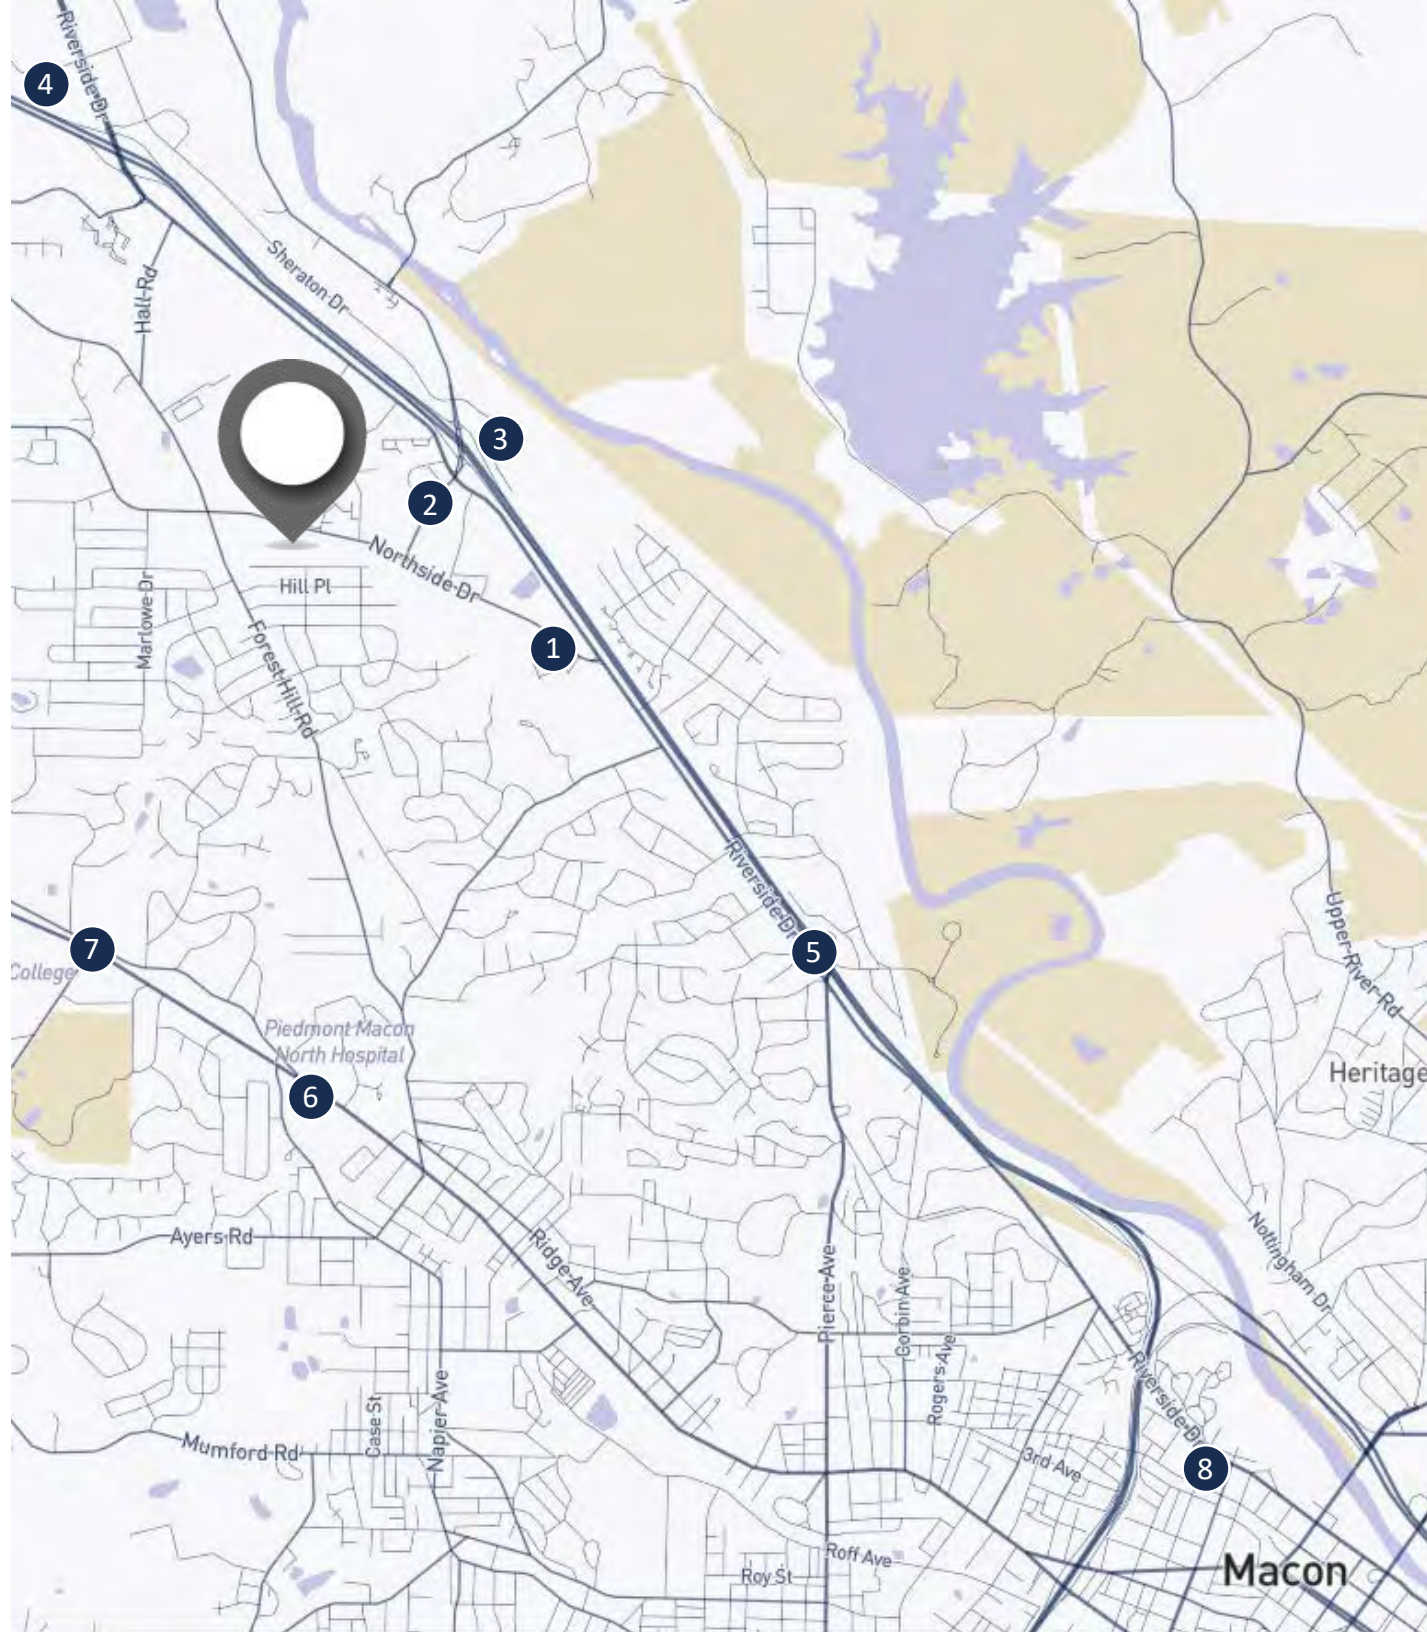 Riverside Dr
4
Sheraton Dr
Hall Rd
3
2
Northside Dr
Hill Pl
Marlowe Dr
1
Forest Hill Rd
Riverside Dr
Upper River Rd
7
5
College
Piedmont Macon
North Hospital
Heritage
6
Ayers Rd
Ridge Ave
Nottingham Dr
Pierce Ave
Corbin Ave
Rogers Ave
Riverside Dr
Case St
Napier Ave
Mumford Rd
3rd Ave
8
Roff Ave
Roy St
Macon